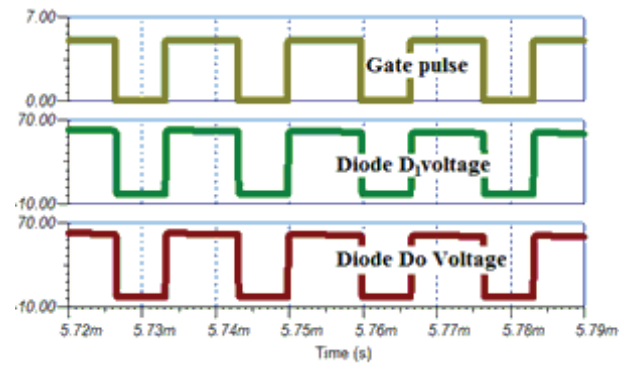 7.00
Gate pulse
0.00
70.00
Diode D1voltage
-10.00
70.00
Diode Do Voltage
-10.00
5.72m 5.73m 5.74m 5.75m 5.76m 5.77m 5.78m 5.79m
Time (s)